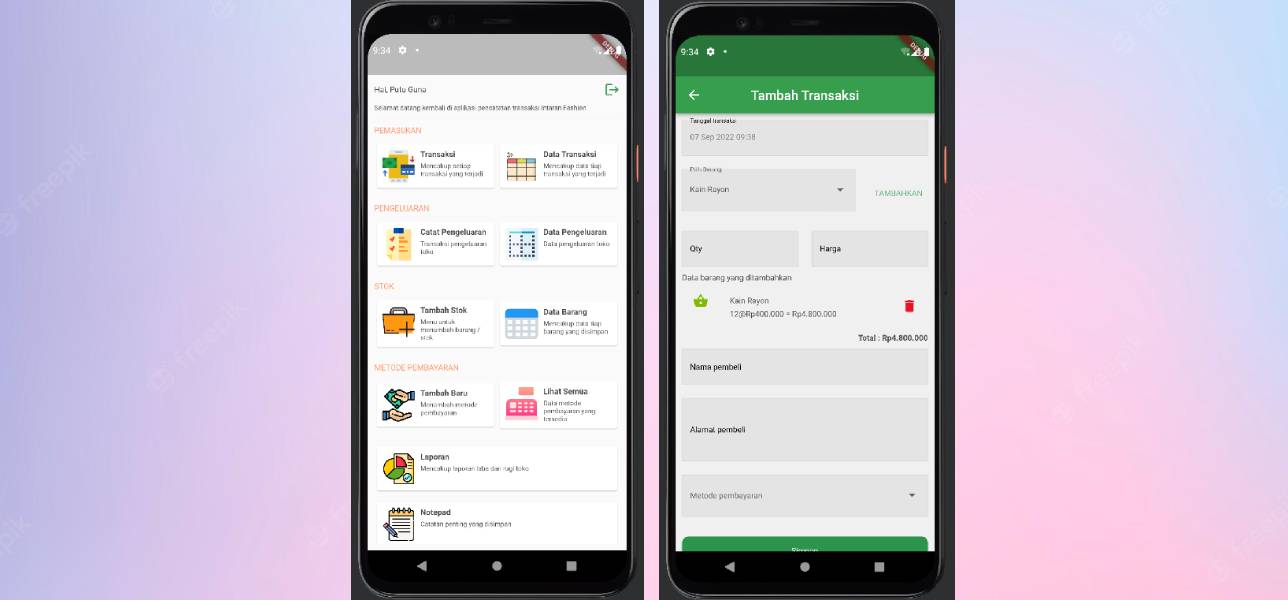 9:34
Hai, Putu Guna
Selamat datang kembali di aplikasi pencatatan transaksi Intaran Fashion
PEMASUKAN
Transaksi
Mencakup setiap
transaksi yang terjadi
Data Transaksi
Mencakup data tiap
transaksi yang terjadi
PENGELUARAN
Catat Pengeluaran
Transaksi pengeluaran
toko
Data Pengeluaran
Data pengeluaran toko
STOK
Tambah Stok
Menu untuk
menambah barang /
stok
Data Barang
Mencakup data tiap
barang yang disimpan
METODE PEMBAYARAN
Tambah Baru
Menambah metode
pembayaran
Lihat Semua
Data metode
pembayaran yang
tersedia
Laporan
Mencakup laporan laba dan rugi toko
Notepad
Catatan penting yang disimpan
9:34
Tambah Transaksi
Tanggal transaksi
07 Sep 2022 09:38
Pilih Barang
Kain Rayon
TAMBAHKAN
Qty
Harga
Data barang yang ditambahkan
Kain Rayon
12@Rp400.000 = Rp4.800.000
Total : Rp4.800.000
Nama pembeli
Alamat pembeli
Metode pembayaran
Simpan
freepik
freepik